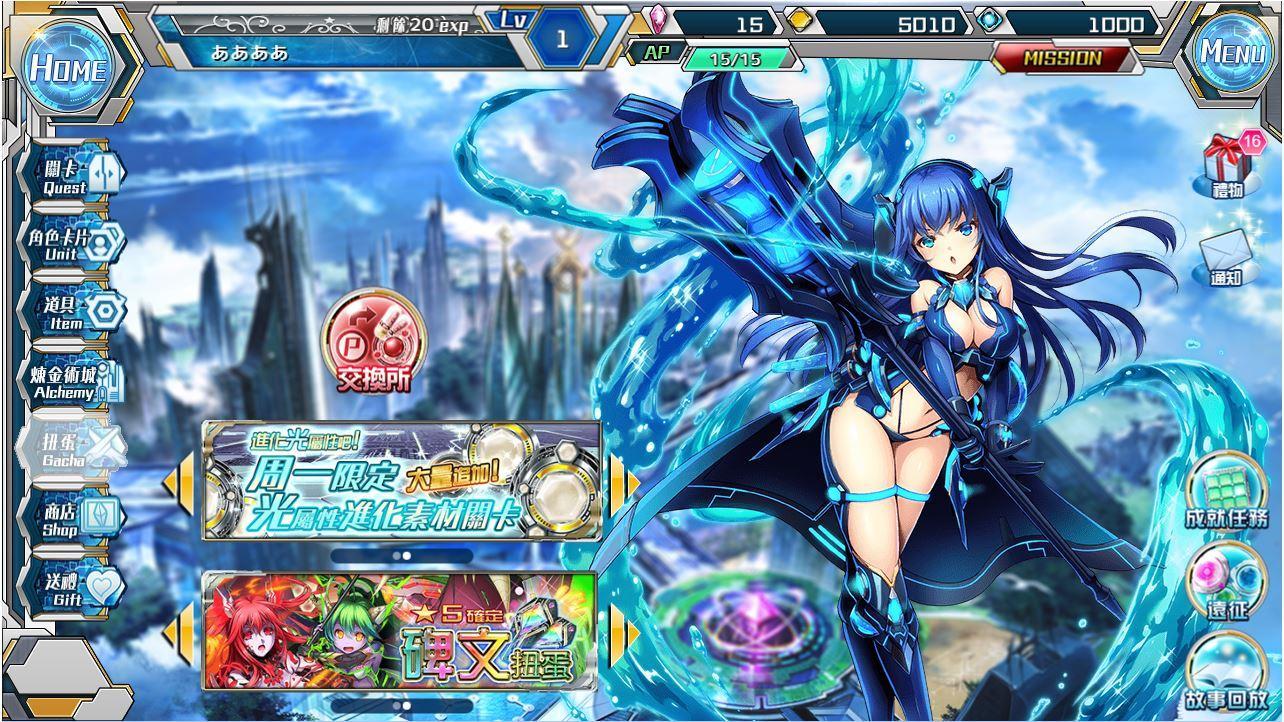 HOME
剩餘20 exp
Lv
1
15
5010
1000
MENU
ああああ
AP
15/15
MISSION
關卡
Quest
角色卡片
Unit
道具
Item
煉金術城
Alchemy
扭蛋
Gacha
商店
Shop
送禮
Gift
P
交換所
進化光屬性吧!
周一限定 大量追加!
光屬性進化素材關卡
★5確定
碑文扭蛋
16
禮物
通知
成就任務
遠征
故事回放